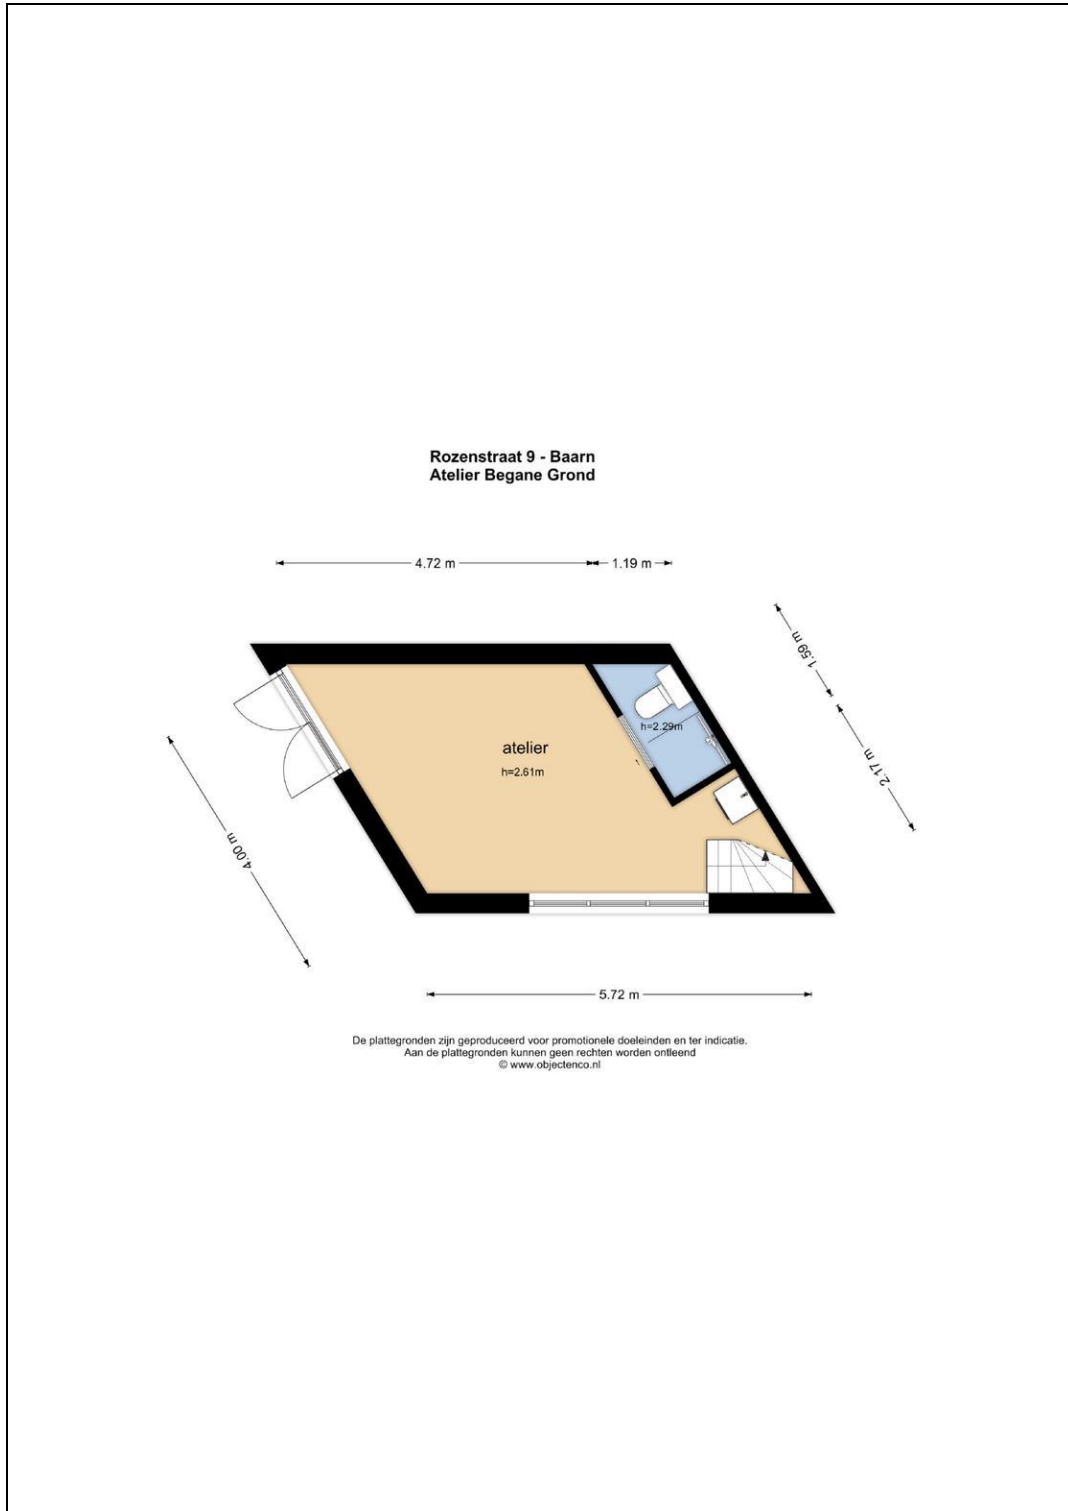 Rozenstraat 9 - Baarn
Atelier Begane Grond
4.72 m
1.19 m
1.59 m
2.17 m
h=2.29m
atelier
h=2.61m
4.00 m
5.72 m
De plattegronden zijn geproduceerd voor promotionele doeleinden en ter indicatie.
Aan de plattegronden kunnen geen rechten worden ontleend
© www.objectenco.nl